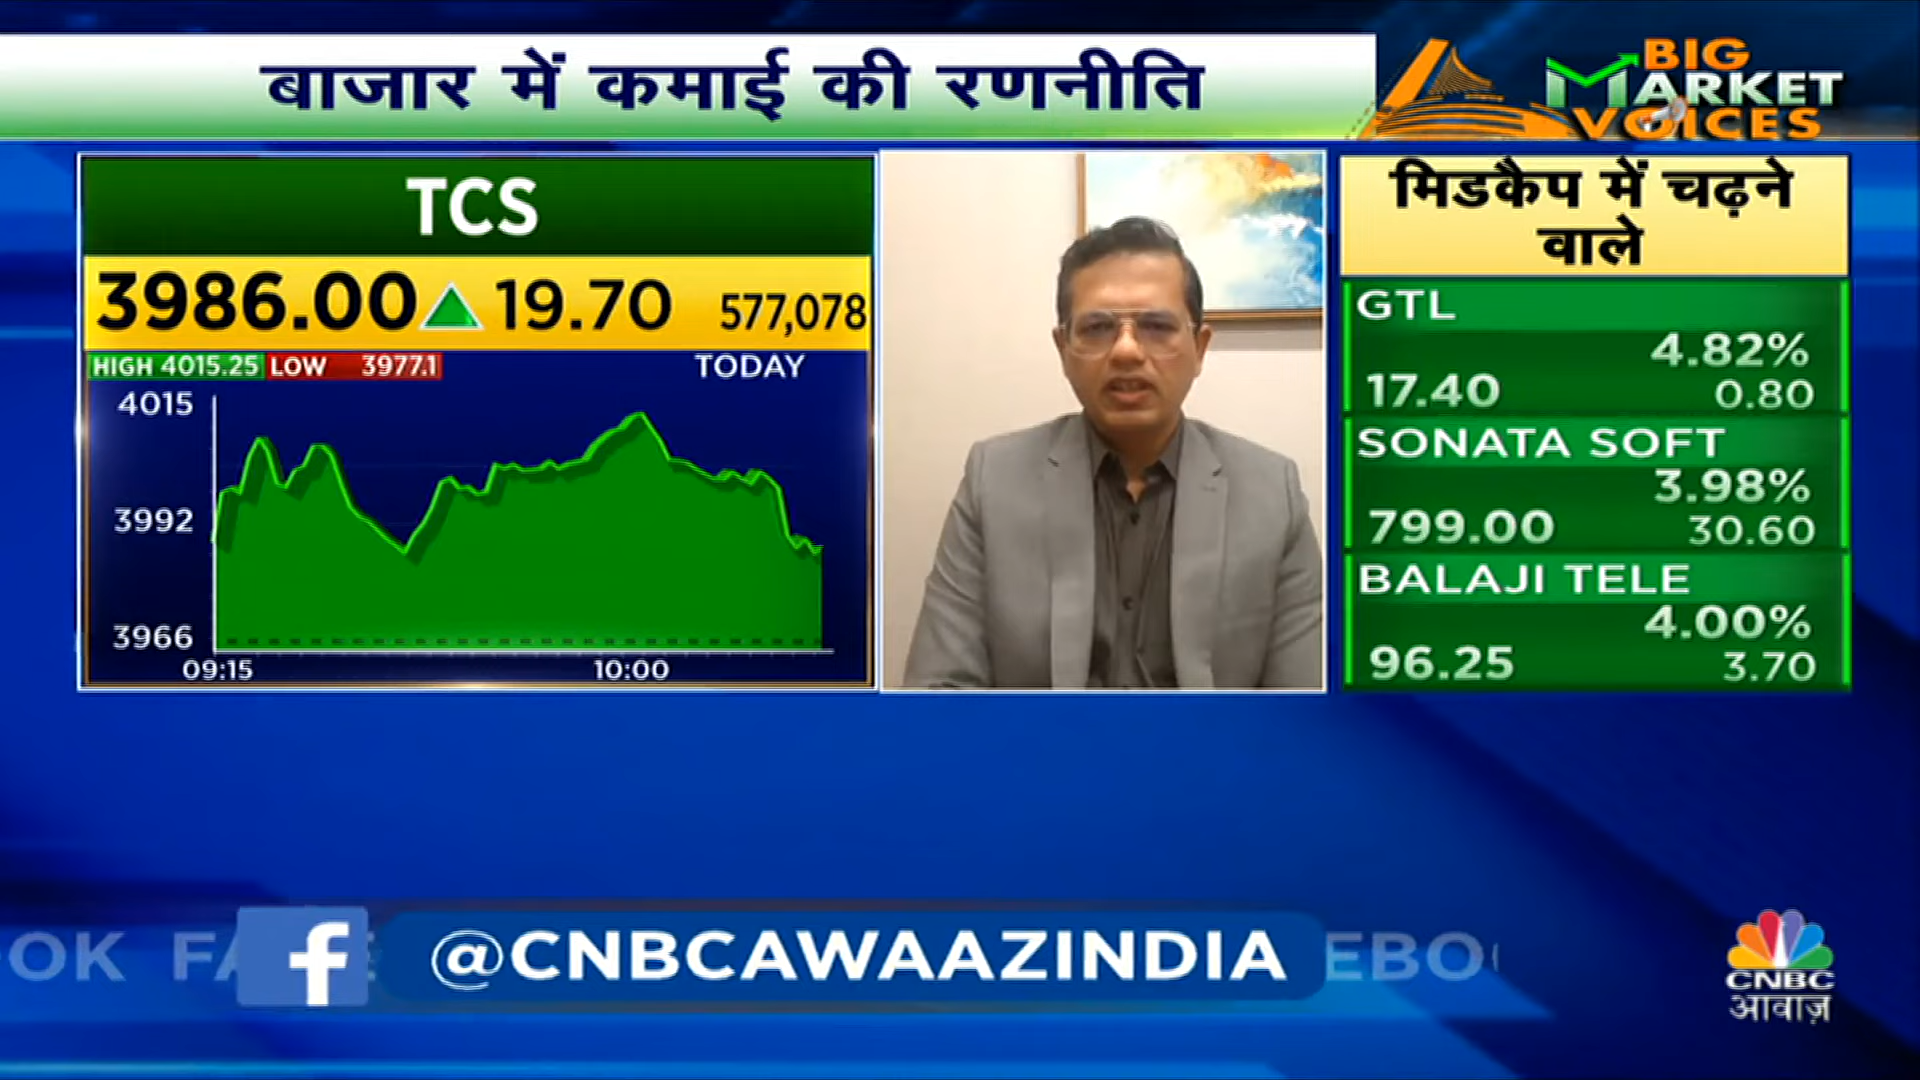 बाजार में कमाई की रणनीति
BIG
MARKET
VOICES
TCS
3986.00 19.70 577,078
HIGH 4015.25 LOW 3977.1 TODAY
4015
3992
3966
09:15 10:00
मिडकैप में चढ़ने
वाले
GTL
4.82%
17.40 0.80
SONATA SOFT
3.98%
799.00 30.60
BALAJI TELE
4.00%
96.25 3.70
OK FA
f @CNBCAWAAZINDIA
EBO
CNBC
आवाज़